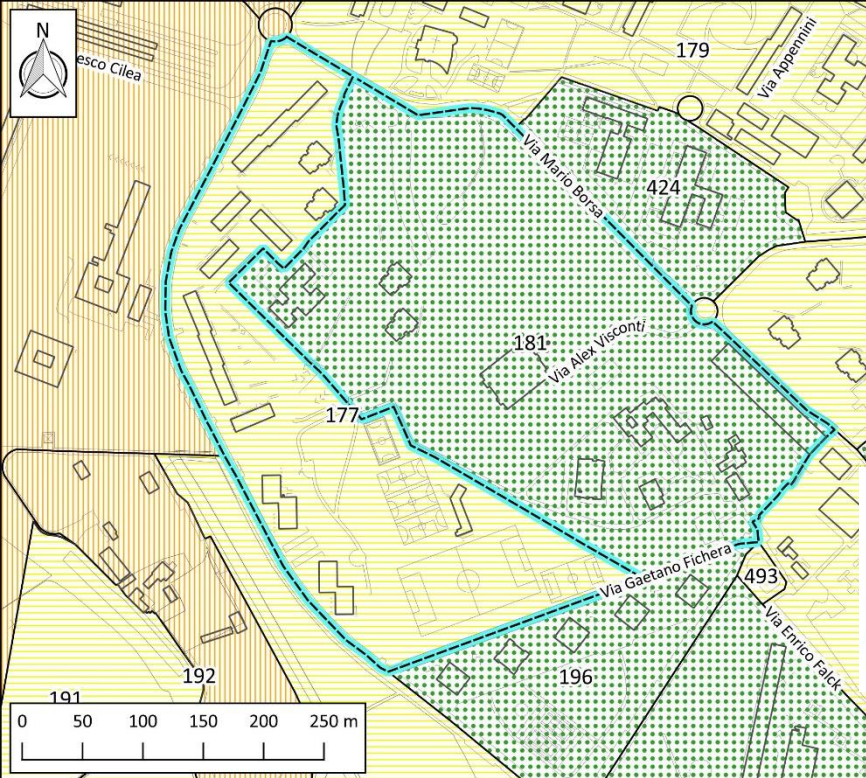 N
179
Via Appennini
esco Cilea
Via Mario Borsa
424
181
Via Alex Visconti
177
Via Gaetano Fichera
493
Via Enrico Falck
196
192
191
0 50 100 150 200 250 m